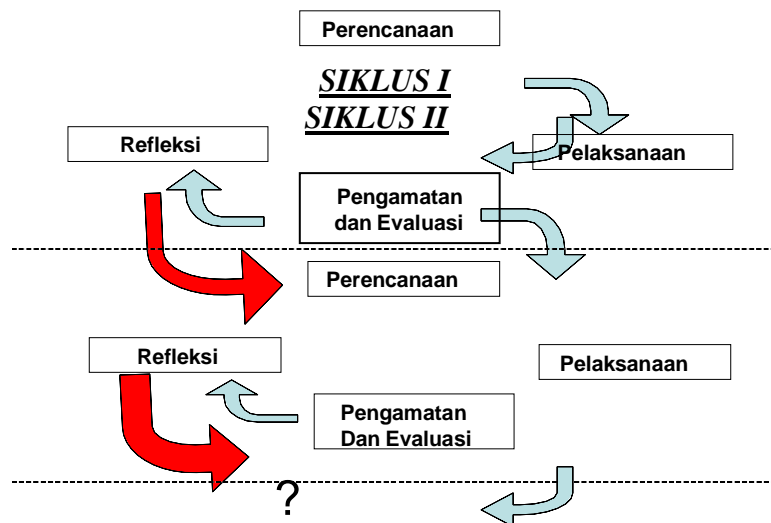 Perencanaan
SIKLUS I
SIKLUS II
Refleksi
Pelaksanaan
Pengamatan
dan Evaluasi
Perencanaan
Refleksi
Pelaksanaan
Pengamatan
Dan Evaluasi
?